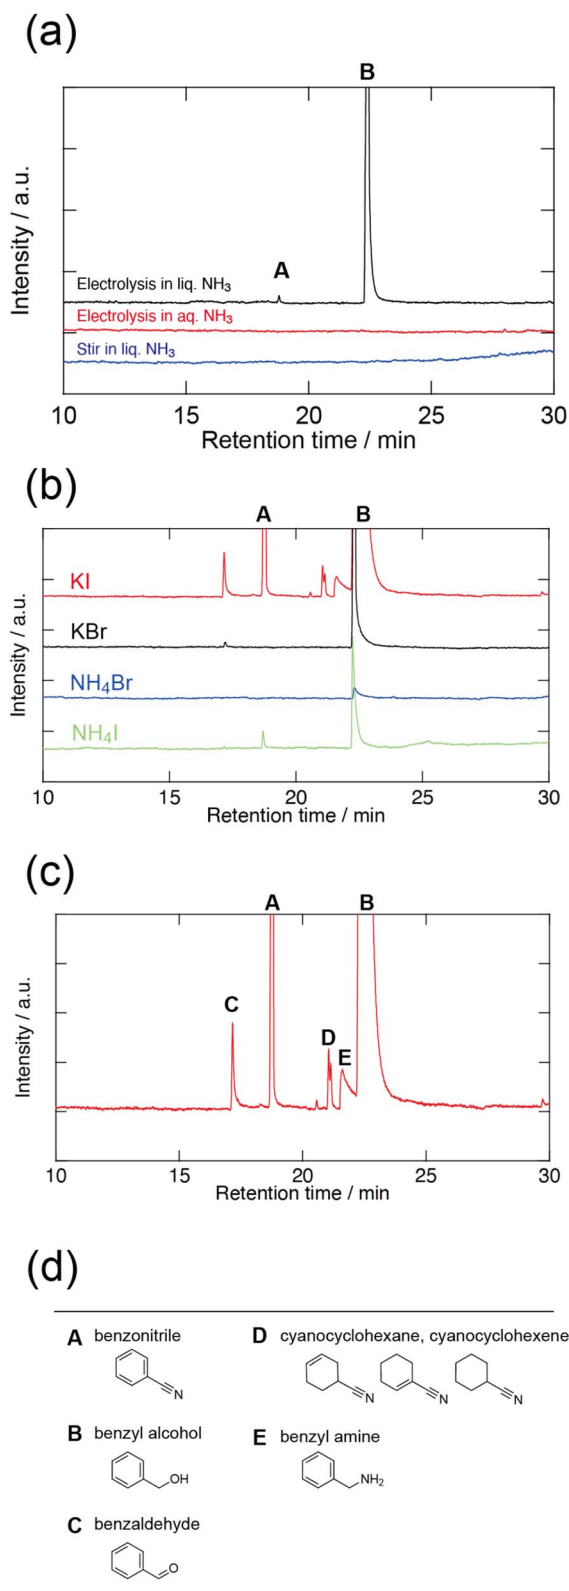 (a)
B
A
Electrolysis in liq. NH3
Electrolysis in aq. NH3
Stir in liq. NH3
Intensity / a.u.
10 15 20 25 30
Retention time / min
(b)
A B
KI
KBr
NH4Br
NH4I
Intensity / a.u.
10 15 20 25 30
Retention time / min
(c)
A B
C
D
E
Intensity / a.u.
10 15 20 25 30
Retention time / min
(d)
A benzonitrile
N
B benzyl alcohol
OH
C benzaldehyde
O
D cyanocyclohexane, cyanocyclohexene
N N N
E benzyl amine
NH2